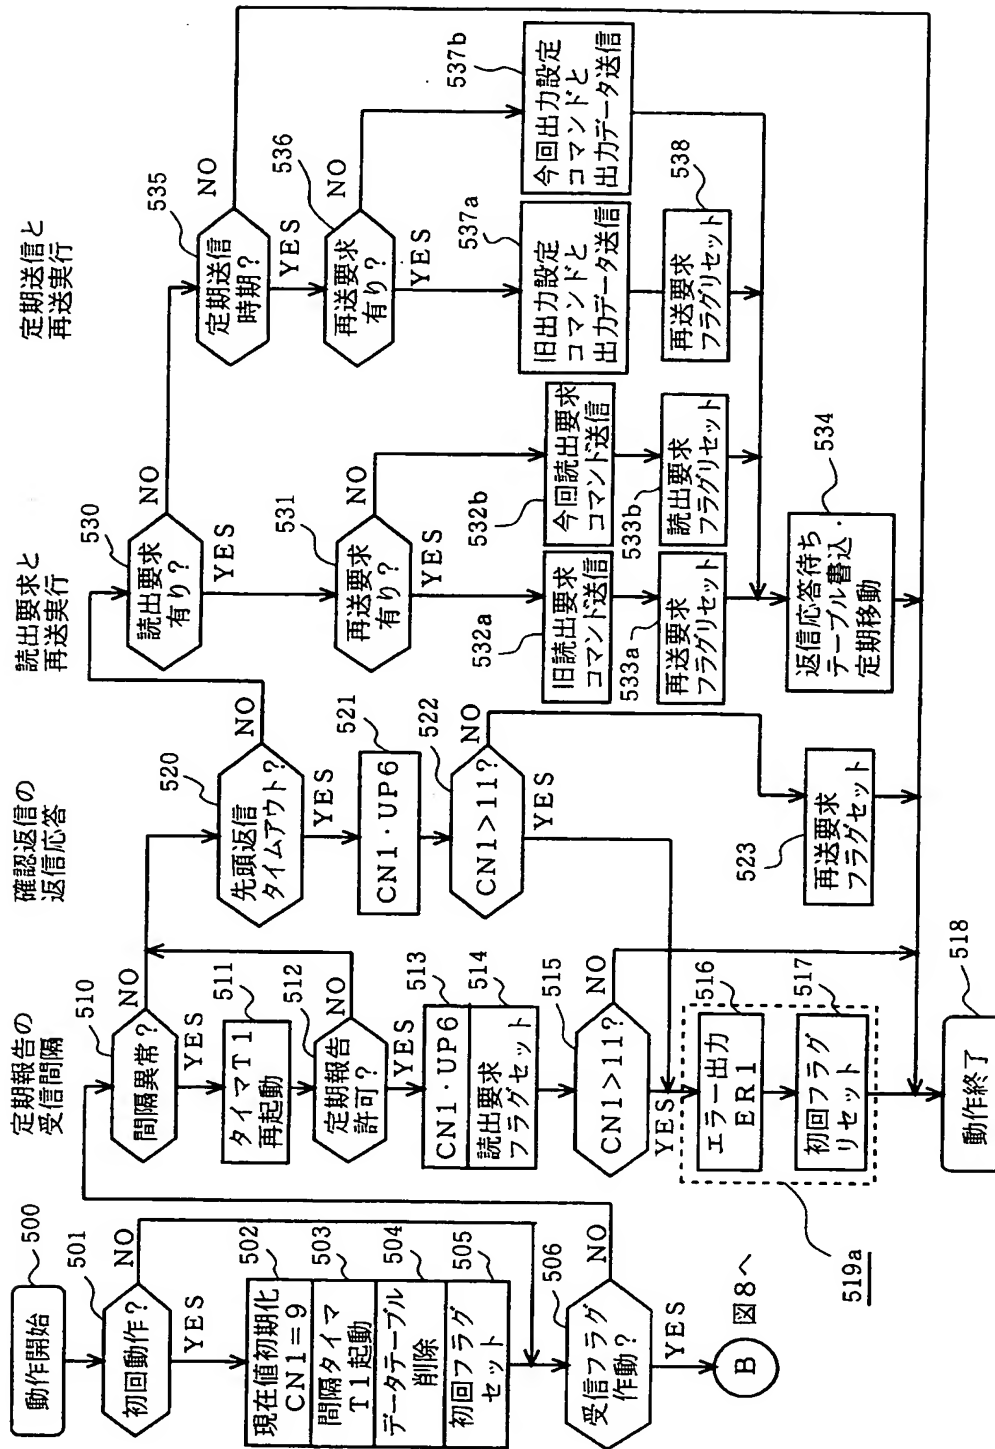 動作開始
500
初回動作?
501
NO
YES
現在値初期化
CN1=9
502
間隔タイマ
T1起動
503
データテーブル
削除
504
初回フラグ
セット
505
受信フラグ
作動?
506
NO
YES
B
図8へ
定期報告の
受信間隔
間隔異常?
510
NO
YES
タイマT1
再起動
511
定期報告
許可?
512
NO
YES
CN1・UP6
513
読出要求
フラグセット
514
CN1>11?
515
NO
YES
エラー出力
ER1
516
初回フラグ
リセット
517
519a
動作終了
518
確認返信の
返信応答
先頭返信
タイムアウト?
520
NO
YES
CN1・UP6
521
CN1>11?
522
NO
YES
再送要求
フラグセット
523
読出要求と
再送実行
読出要求
有り?
530
NO
YES
再送要求
有り?
531
NO
YES
旧読出要求
コマンド送信
532a
今回読出要求
コマンド送信
532b
再送要求
フラグリセット
533a
読出要求
フラグリセット
533b
返信応答待ち
テーブル書込・
定期移動
534
定期送信と
再送実行
定期送信
時期?
535
NO
YES
再送要求
有り?
536
NO
YES
旧出力設定
コマンドと
出力データ送信
537a
今回出力設定
コマンドと
出力データ送信
537b
再送要求
フラグリセット
538